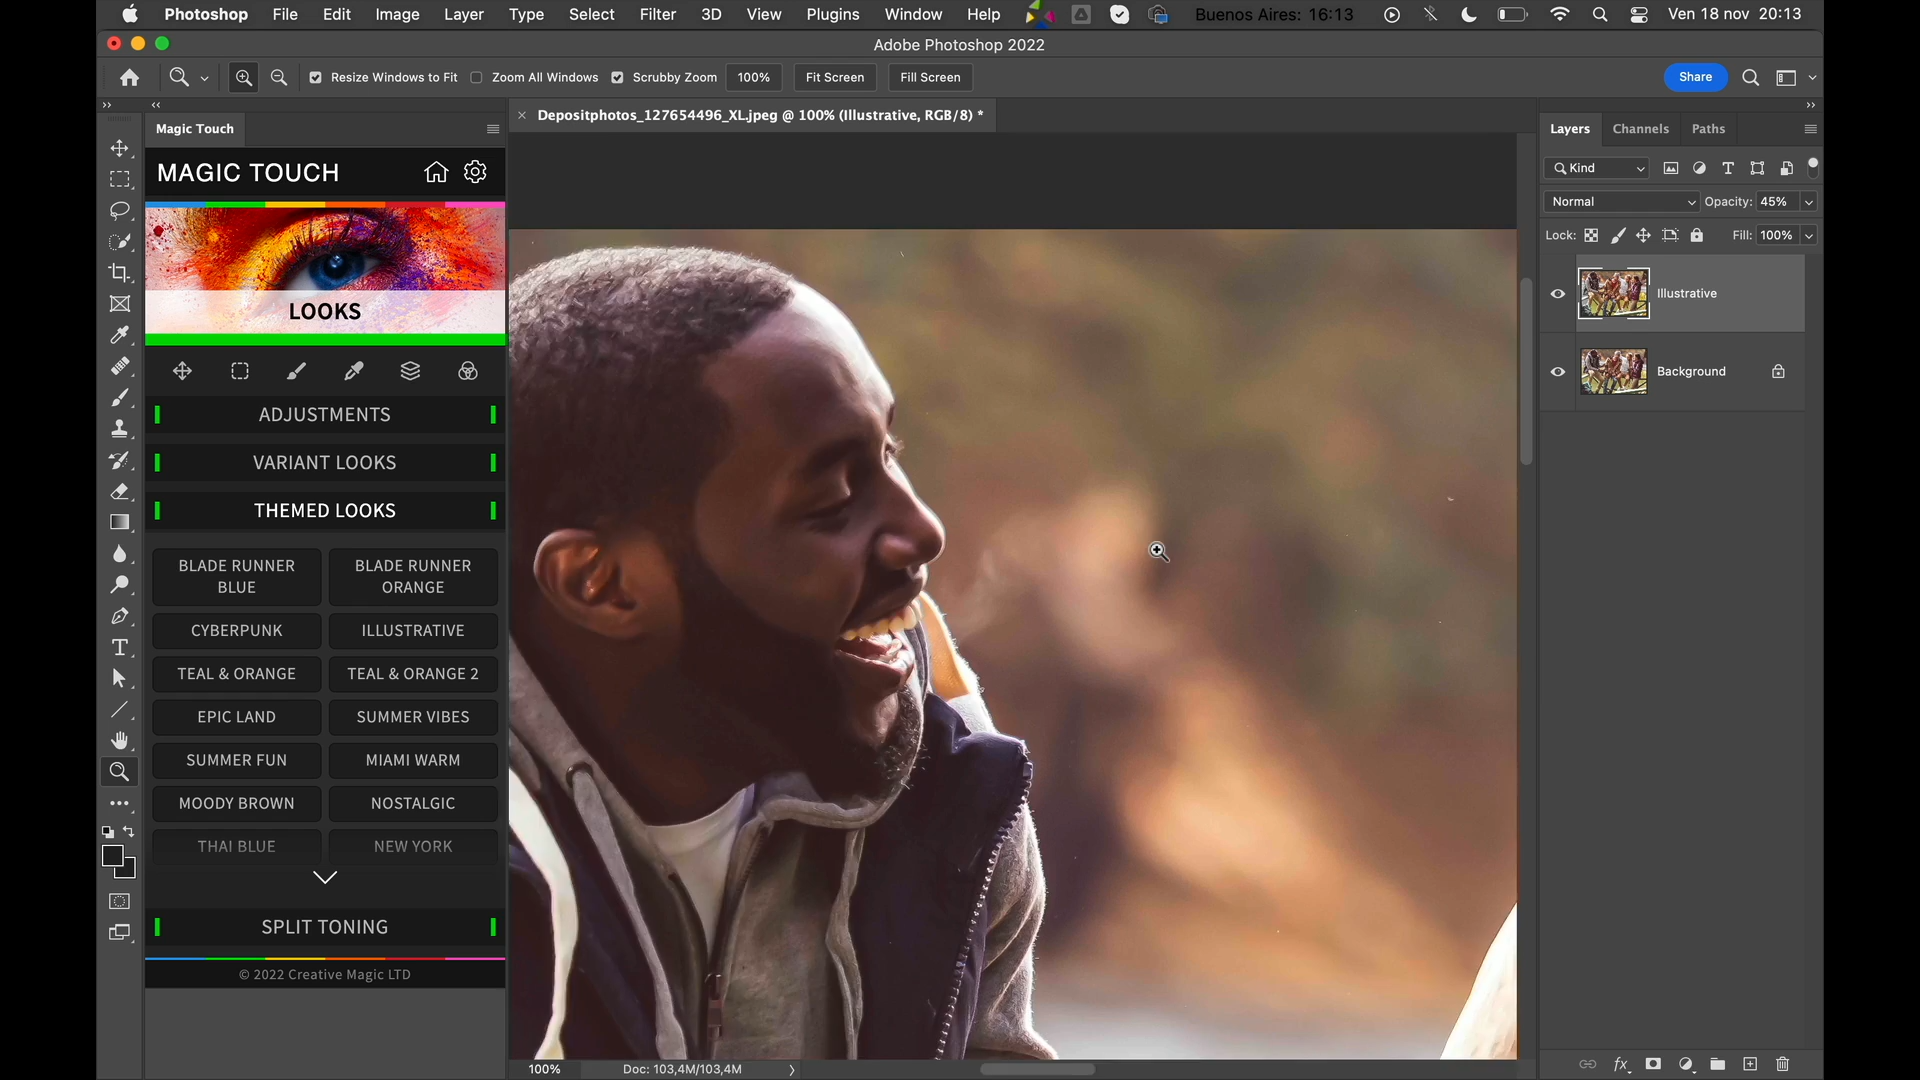 Photoshop File Edit Image Layer Type Select Filter 3D View Plugins Window Help Buenos Aires: 16:13 Ven 18 nov 20:13
Adobe Photoshop 2022
Resize Windows to Fit Zoom All Windows Scrubby Zoom 100% Fit Screen Fill Screen Share
Magic Touch
MAGIC TOUCH
LOOKS
ADJUSTMENTS
VARIANT LOOKS
THEMED LOOKS
BLADE RUNNER
BLUE
BLADE RUNNER
ORANGE
CYBERPUNK
ILLUSTRATIVE
TEAL & ORANGE
TEAL & ORANGE 2
EPIC LAND
SUMMER VIBES
SUMMER FUN
MIAMI WARM
MOODY BROWN
NOSTALGIC
THAI BLUE
NEW YORK
SPLIT TONING
© 2022 Creative Magic LTD
Depositphotos_127654496_XL.jpeg @ 100% (Illustrative, RGB/8) *
100% Doc: 103,4M/103,4M
Layers Channels Paths
Kind
Normal Opacity: 45%
Lock: Fill: 100%
Illustrative
Background